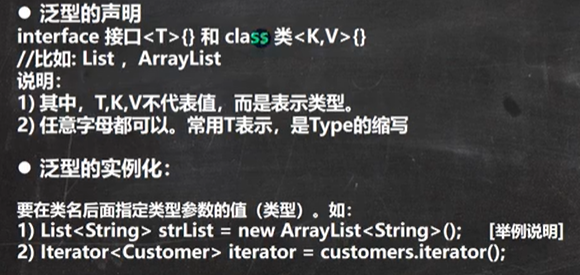 ● 泛型的声明
interface 接口<T>{} 和 class 类<K,V>{}
//比如: List ，ArrayList
说明：
1) 其中，T,K,V不代表值，而是表示类型。
2) 任意字母都可以。常用T表示，是Type的缩写
● 泛型的实例化：
要在类名后面指定类型参数的值（类型）。如：
1) List<String> strList = new ArrayList<String>(); [举例说明]
2) Iterator<Customer> iterator = customers.iterator();